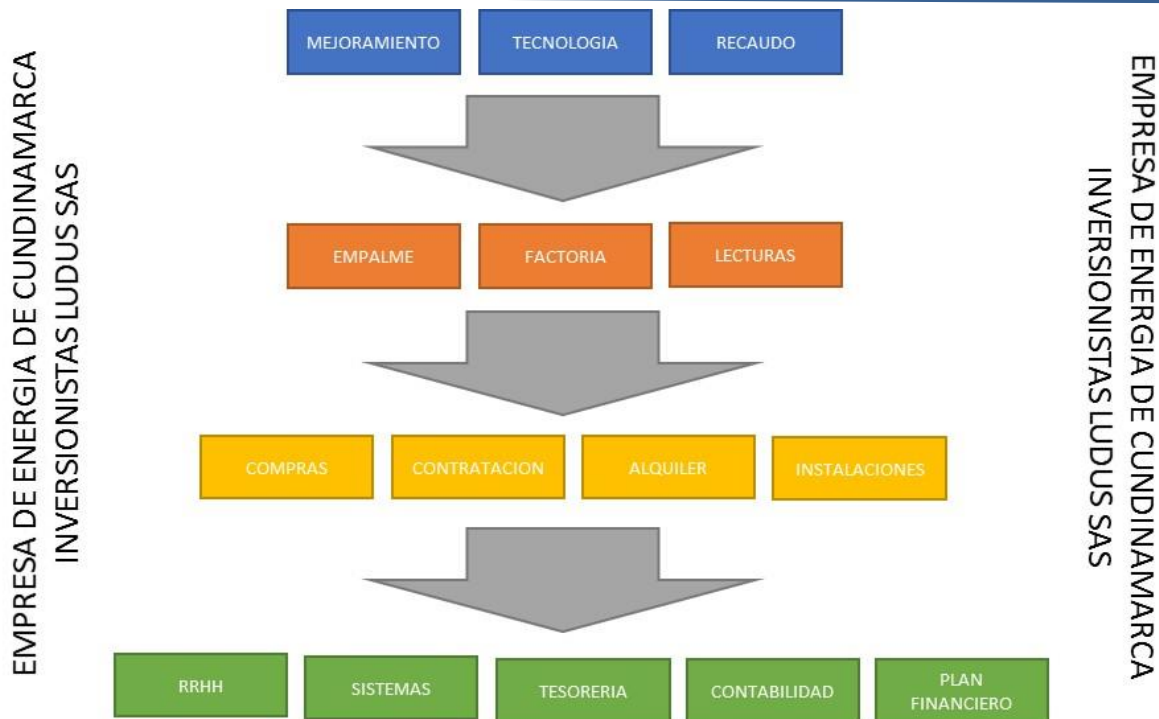 EMPRESA DE ENERGIA DE CUNDINAMARCA
INVERSIONISTAS LUDUS SAS
MEJORAMIENTO
TECNOLOGIA
RECAUDO
EMPALME
FACTORIA
LECTURAS
COMPRAS
CONTRATACION
ALQUILER
INSTALACIONES
RRHH
SISTEMAS
TESORERIA
CONTABILIDAD
PLAN
FINANCIERO
EMPRESA DE ENERGIA DE CUNDINAMARCA
INVERSIONISTAS LUDUS SAS